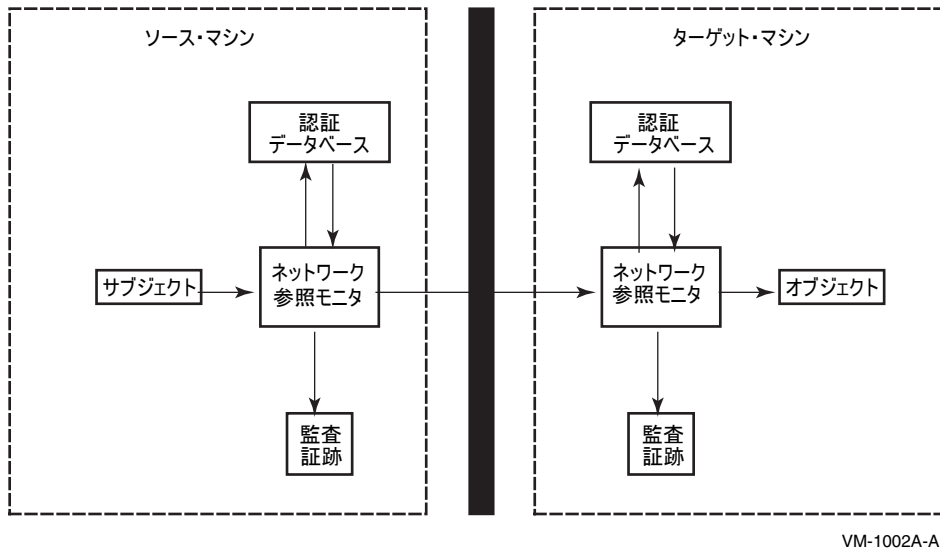 ソース・マシン
ターゲット・マシン
認証
データベース
認証
データベース
サブジェクト
ネットワーク
参照モニタ
ネットワーク
参照モニタ
オブジェクト
監査
証跡
監査
証跡
VM-1002A-AI